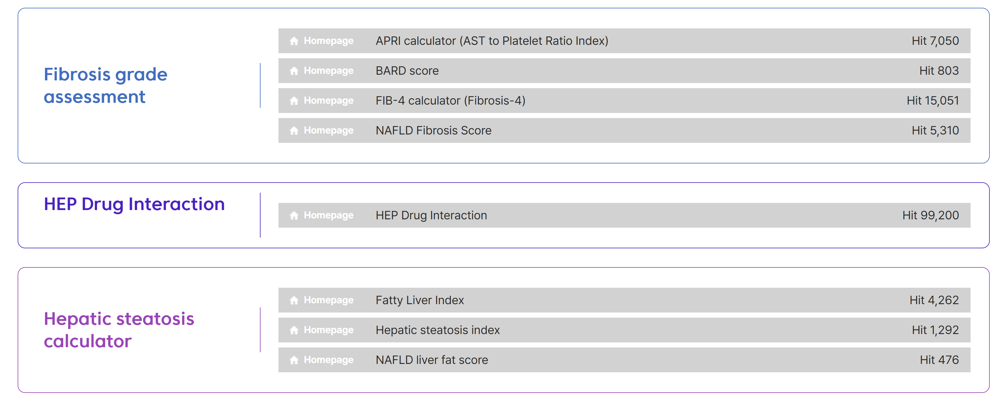 Fibrosis grade
assessment
Homepage APRI calculator (AST to Platelet Ratio Index) Hit 7,050
Homepage BARD score Hit 803
Homepage FIB-4 calculator (Fibrosis-4) Hit 15,051
Homepage NAFLD Fibrosis Score Hit 5,310
HEP Drug Interaction
Homepage HEP Drug Interaction Hit 99,200
Hepatic steatosis
calculator
Homepage Fatty Liver Index Hit 4,262
Homepage Hepatic steatosis index Hit 1,292
Homepage NAFLD liver fat score Hit 476